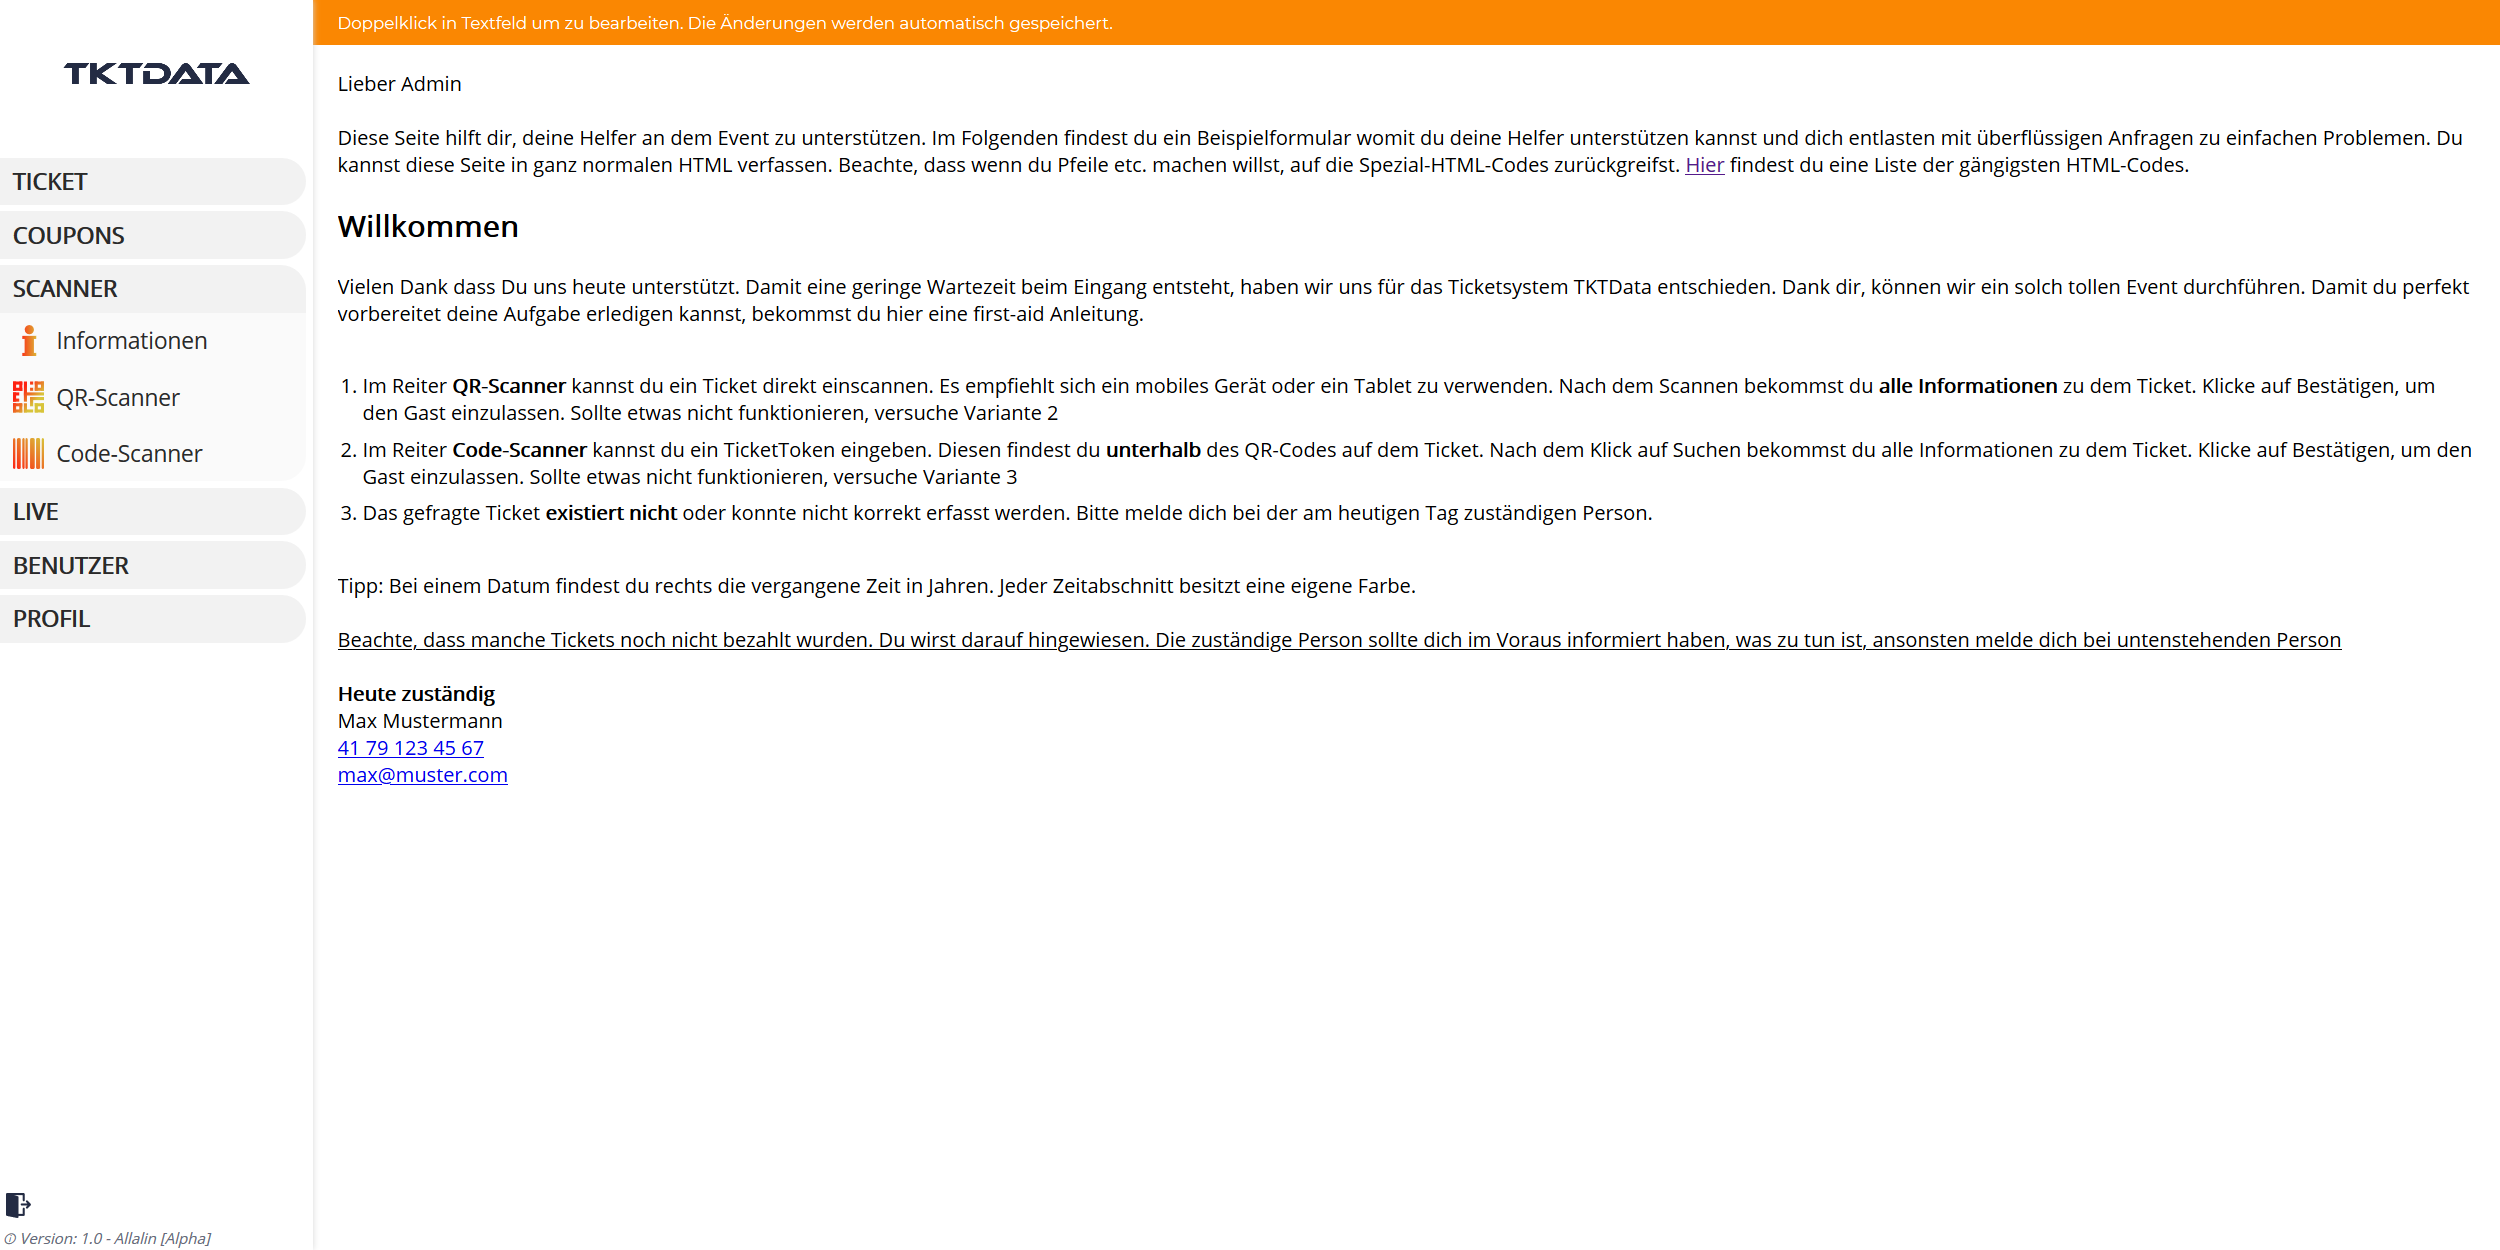 TKTDATA
TICKET
COUPONS
SCANNER
Informationen
QR-Scanner
Code-Scanner
LIVE
BENUTZER
PROFIL
Version: 1.0 - Allalin [Alpha]
Doppelklick in Textfeld um zu bearbeiten. Die Änderungen werden automatisch gespeichert.
Lieber Admin
Diese Seite hilft dir, deine Helfer an dem Event zu unterstützen. Im Folgenden findest du ein Beispielformular womit du deine Helfer unterstützen kannst und dich entlasten mit überflüssigen Anfragen zu einfachen Problemen. Du
kannst diese Seite in ganz normalen HTML verfassen. Beachte, dass wenn du Pfeile etc. machen willst, auf die Spezial-HTML-Codes zurückgreifst. Hier findest du eine Liste der gängigsten HTML-Codes.
Willkommen
Vielen Dank dass Du uns heute unterstützt. Damit eine geringe Wartezeit beim Eingang entsteht, haben wir uns für das Ticketsystem TKTData entschieden. Dank dir, können wir ein solch tollen Event durchführen. Damit du perfekt
vorbereitet deine Aufgabe erledigen kannst, bekommst du hier eine first-aid Anleitung.
1. Im Reiter QR-Scanner kannst du ein Ticket direkt einscannen. Es empfiehlt sich ein mobiles Gerät oder ein Tablet zu verwenden. Nach dem Scannen bekommst du alle Informationen zu dem Ticket. Klicke auf Bestätigen, um
den Gast einzulassen. Sollte etwas nicht funktionieren, versuche Variante 2
2. Im Reiter Code-Scanner kannst du ein TicketToken eingeben. Diesen findest du unterhalb des QR-Codes auf dem Ticket. Nach dem Klick auf Suchen bekommst du alle Informationen zu dem Ticket. Klicke auf Bestätigen, um den
Gast einzulassen. Sollte etwas nicht funktionieren, versuche Variante 3
3. Das gefragte Ticket existiert nicht oder konnte nicht korrekt erfasst werden. Bitte melde dich bei der am heutigen Tag zuständigen Person.
Tipp: Bei einem Datum findest du rechts die vergangene Zeit in Jahren. Jeder Zeitabschnitt besitzt eine eigene Farbe.
Beachte, dass manche Tickets noch nicht bezahlt wurden. Du wirst darauf hingewiesen. Die zuständige Person sollte dich im Voraus informiert haben, was zu tun ist, ansonsten melde dich bei untenstehenden Person
Heute zuständig
Max Mustermann
41 79 123 45 67
max@muster.com